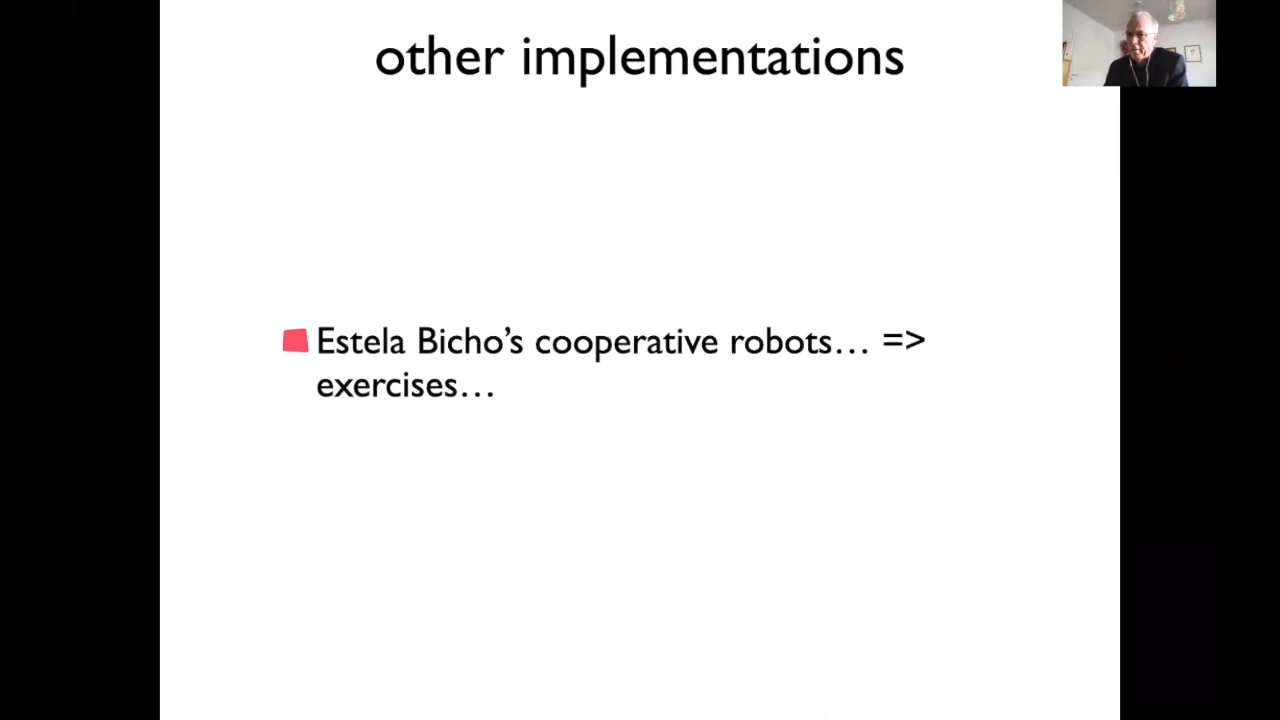 other implementations
Estela Bicho’s cooperative robots… =>
exercises…